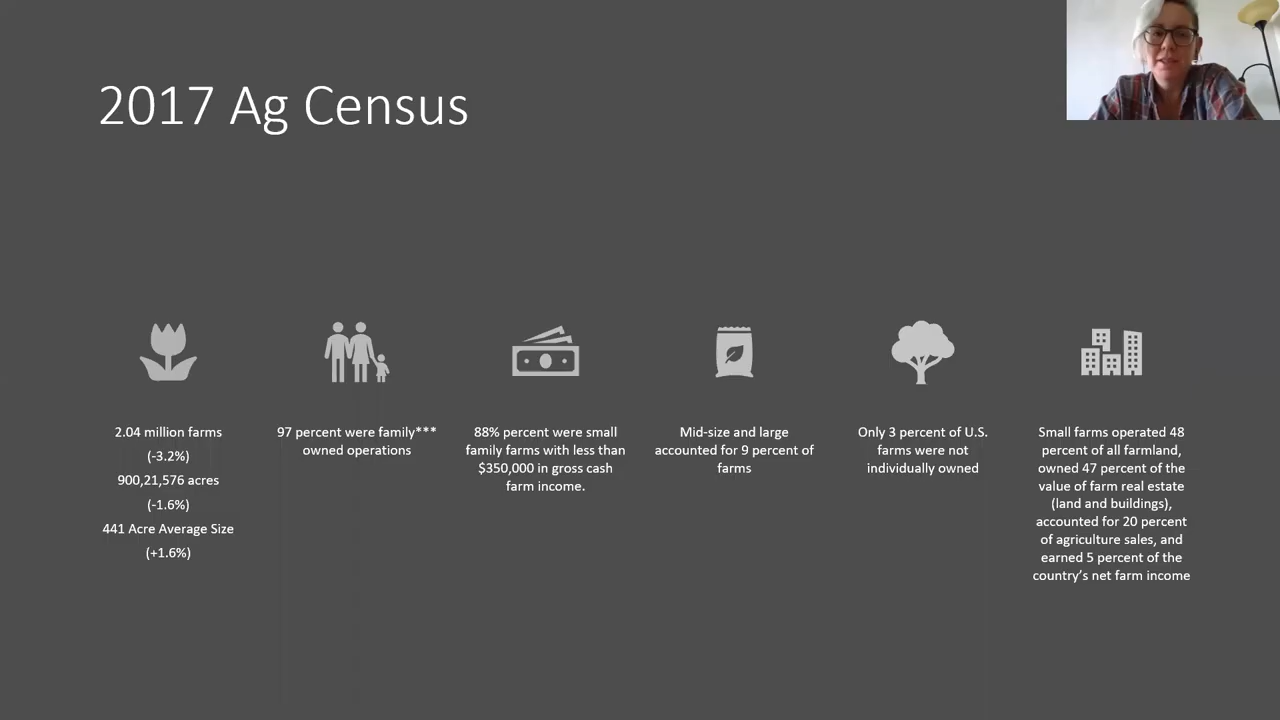 2017 Ag Census
2.04 million farms
(-3.2%)
900,21,576 acres
(-1.6%)
441 Acre Average Size
(+1.6%)
97 percent were family***
owned operations
88% percent were small
family farms with less than
$350,000 in gross cash
farm income.
Mid-size and large
accounted for 9 percent of
farms
Only 3 percent of U.S.
farms were not
individually owned
Small farms operated 48
percent of all farmland,
owned 47 percent of the
value of farm real estate
(land and buildings),
accounted for 20 percent
of agriculture sales, and
earned 5 percent of the
country's net farm income